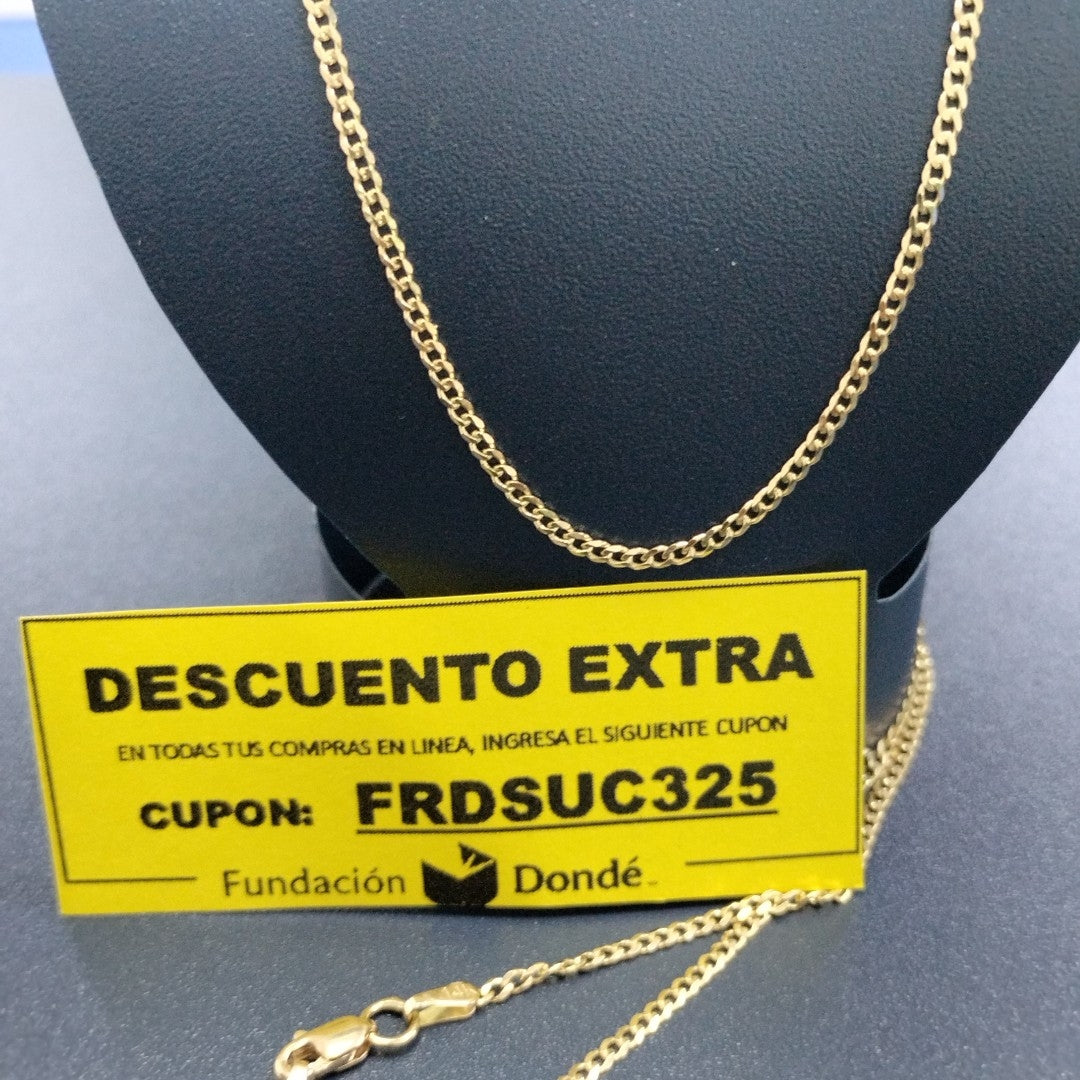 DESCUENTO EXTRA
EN TODAS TUS COMPRAS EN LINEA, INGRESA EL SIGUIENTE CUPON
CUPON: FRDSUC325
Fundación Dondé